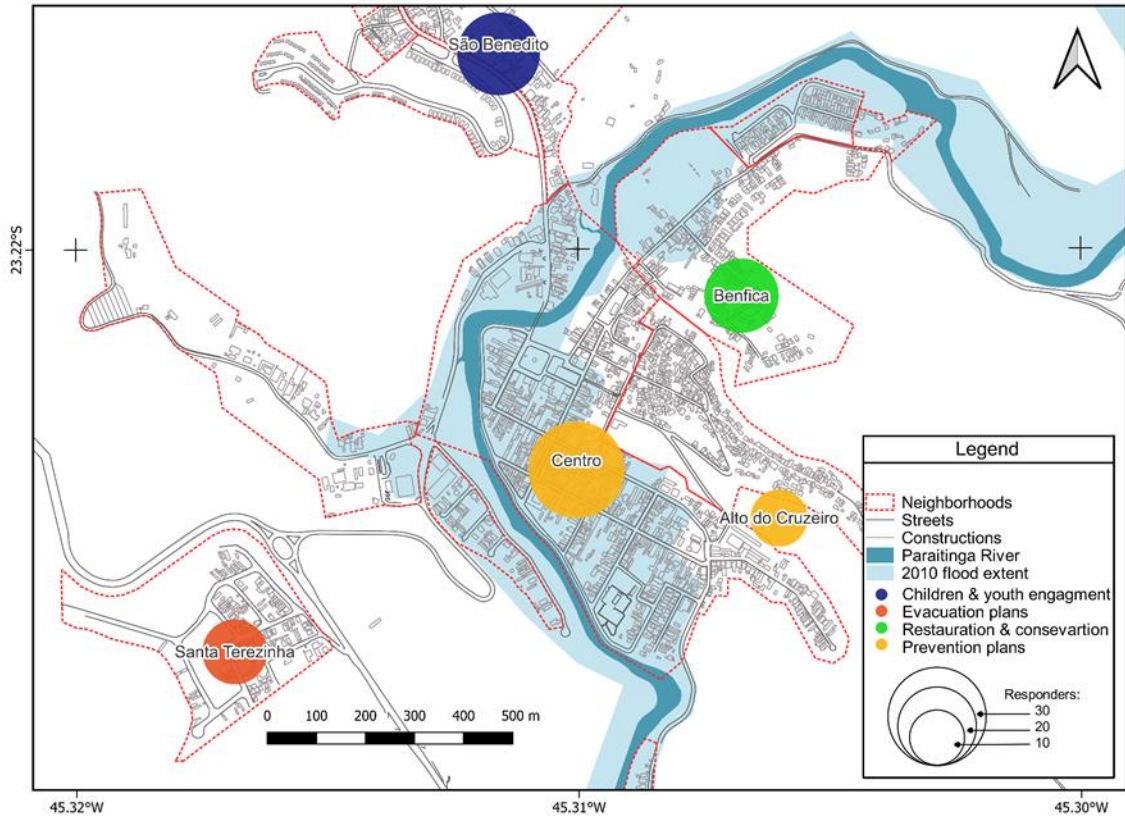 São Benedito
23.22°S
Benfica
Centro
Alto do Cruzeiro
Santa Terezinha
0 100 200 300 400 500 m
Legend
Neighborhoods
Streets
Constructions
Paraitinga River
2010 flood extent
Children & youth engagment
Evacuation plans
Restauration & consevartion
Prevention plans
Responders:
30
20
10
45.32°W
45.31°W
45.30°W